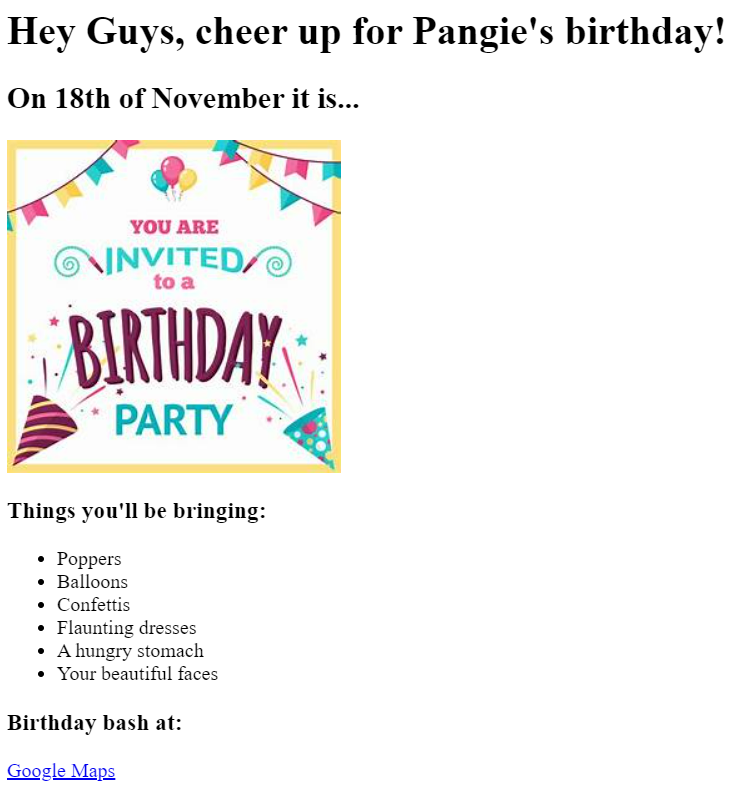 Hey Guys, cheer up for Pangie's birthday!
On 18th of November it is...
YOU ARE
INVITED
to a
BIRTHDAY
PARTY
Things you'll be bringing:
Poppers
Balloons
Confettis
Flaunting dresses
A hungry stomach
Your beautiful faces
Birthday bash at:
Google Maps